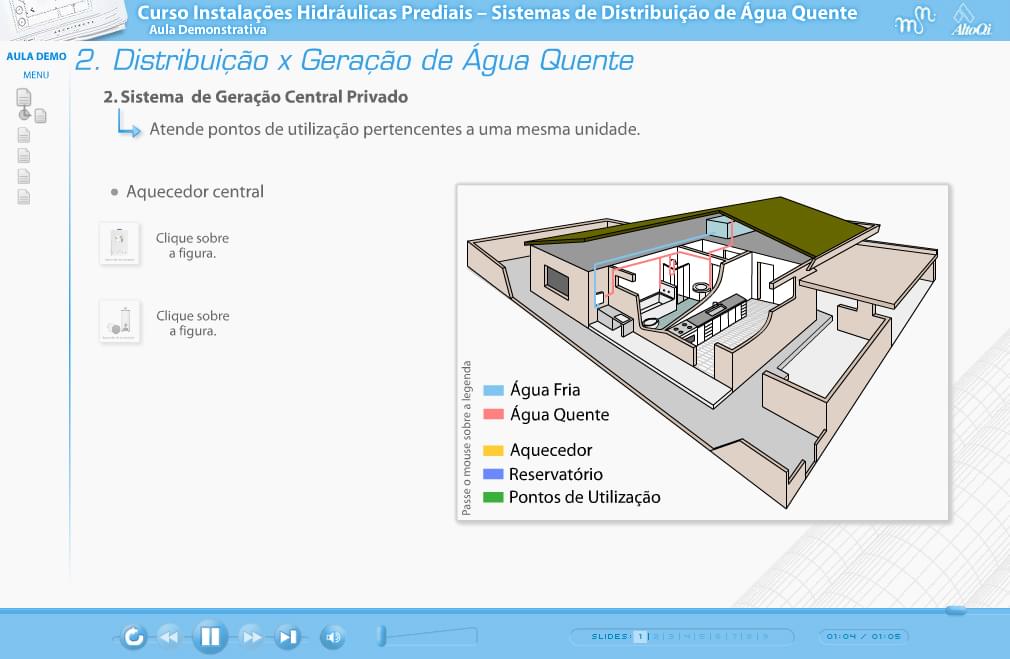 Curso Instalações Hidráulicas Prediais – Sistemas de Distribuição de Água Quente
Aula Demonstrativa
AltoQi
AULA DEMO
MENU
2. Distribuição x Geração de Água Quente
2. Sistema de Geração Central Privado
Atende pontos de utilização pertencentes a uma mesma unidade.
• Aquecedor central
Clique sobre
a figura.
Clique sobre
a figura.
Passe o mouse sobre a legenda
Água Fria
Água Quente
Aquecedor
Reservatório
Pontos de Utilização
SLIDES: 1 |2|3|4|5|6|7|8|9
01:04 / 01:05